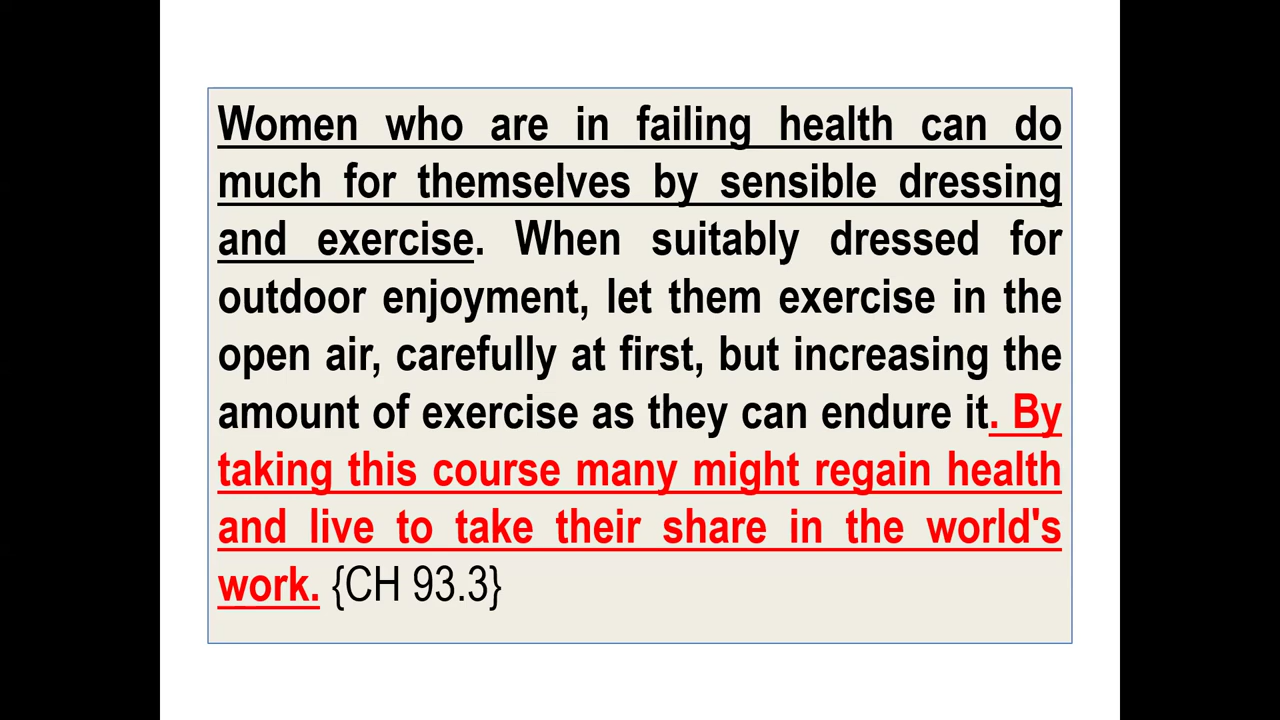 Women who are in failing health can do
much for themselves by sensible dressing
and exercise. When suitably dressed for
outdoor enjoyment, let them exercise in the
open air, carefully at first, but increasing the
amount of exercise as they can endure it. By
taking this course many might regain health
and live to take their share in the world's
work. {CH 93.3}